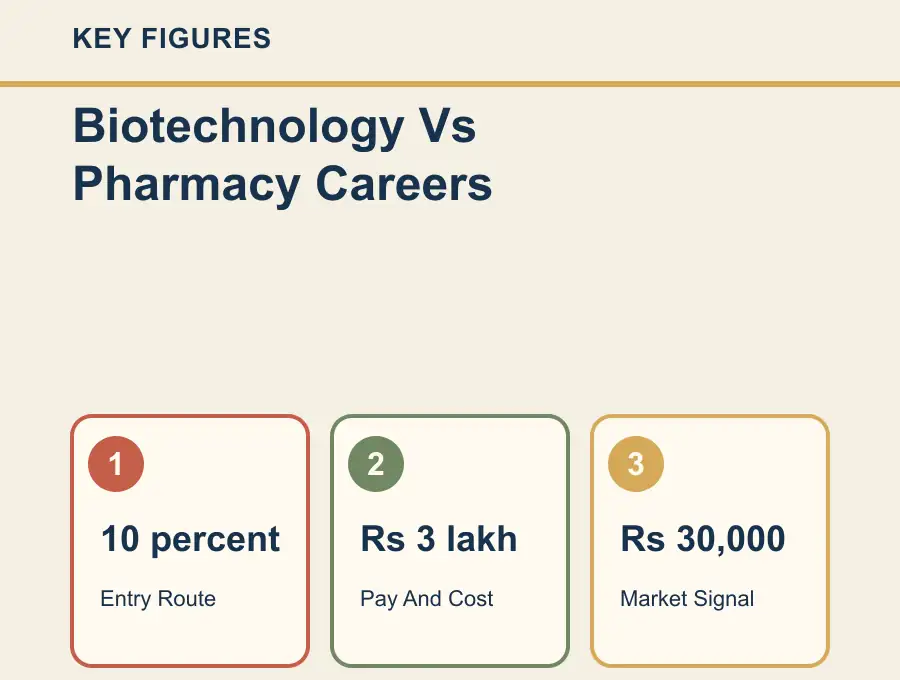 KEY FIGURES
Biotechnology Vs
Pharmacy Careers
1
10 percent
Entry Route
2
Rs 3 lakh
Pay And Cost
3
Rs 30,000
Market Signal